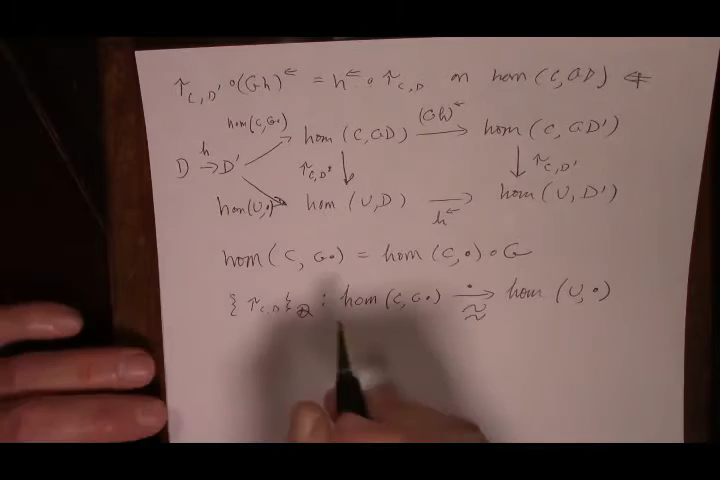 τ_{C,D'} ∘ (Gh)^← = h^← ∘ τ_{C,D} on hom(C,GD) ⇐
hom(C,G•) hom(C,GD) (Gh)^← → hom(C,GD')
D h → D' τ_{C,D} ↓ ↓ τ_{C,D'}
hom(U,•) hom(U,D) → h^← hom(U,D')
hom(C,G•) = hom(C,•)∘G
{τ_{C,D}}_D : hom(C,G•) ⟶ ≈ hom(U,•)